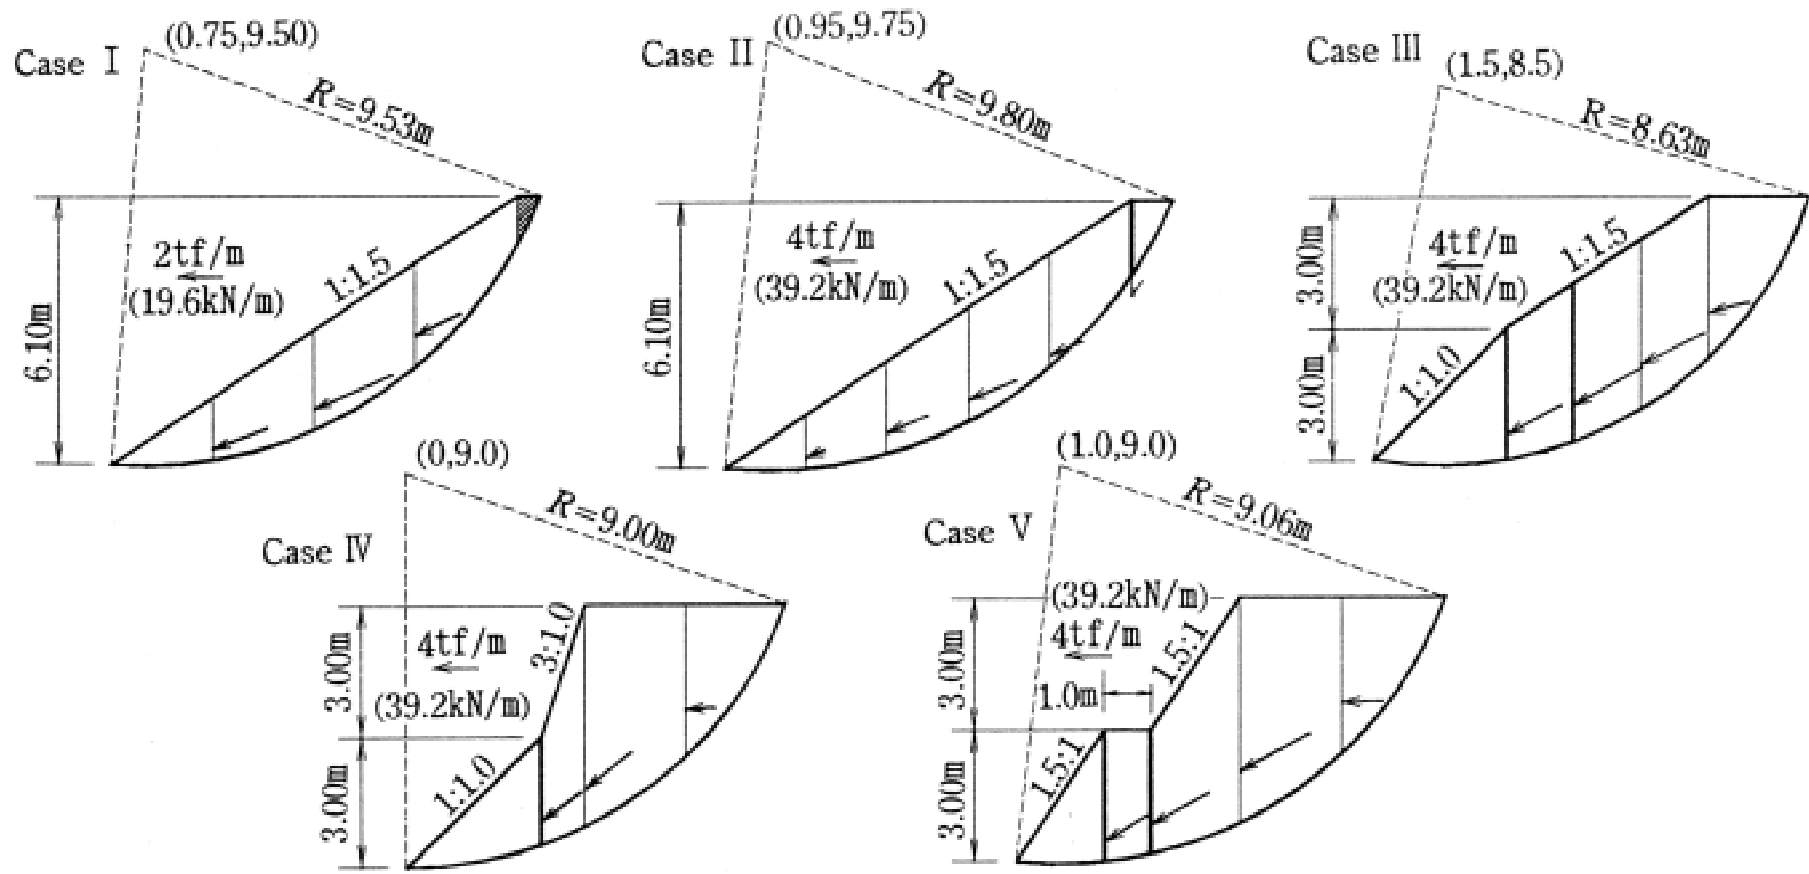 Case Ⅰ
(0.75,9.50)
R=9.53m
2tf/m
(19.6kN/m)
1:1.5
6.10m
Case Ⅱ
(0.95,9.75)
R=9.80m
4tf/m
(39.2kN/m)
1:1.5
6.10m
Case Ⅲ
(1.5,8.5)
R=8.63m
4tf/m
(39.2kN/m)
1:1.5
1:1.0
3.00m
3.00m
Case Ⅳ
(0,9.0)
R=9.00m
4tf/m
(39.2kN/m)
3:1.0
1:1.0
3.00m
3.00m
Case Ⅴ
(1.0,9.0)
R=9.06m
(39.2kN/m)
4tf/m
1.5:1
1.0m
1.5:1
3.00m
3.00m